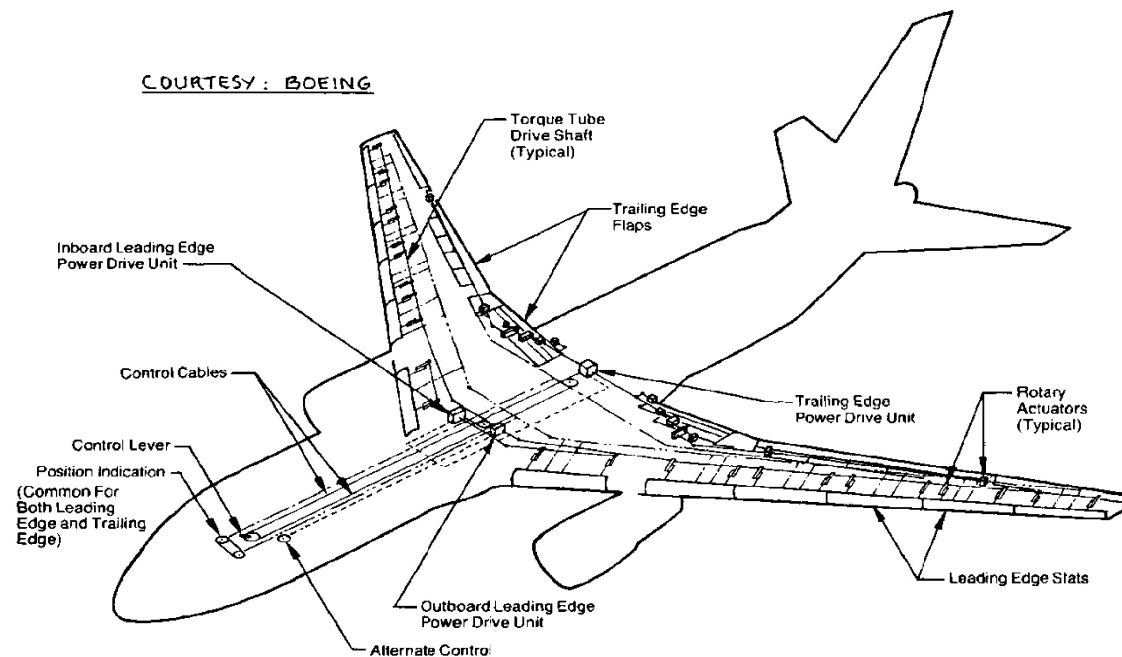 COURTESY: BOEING
Torque Tube
Drive Shaft
(Typical)
Trailing Edge
Flaps
Inboard Leading Edge
Power Drive Unit
Control Cables
Trailing Edge
Power Drive Unit
Rotary
Actuators
(Typical)
Control Lever
Position Indication
(Common For
Both Leading
Edge and Trailing
Edge)
Leading Edge Slats
Outboard Leading Edge
Power Drive Unit
Alternate Control